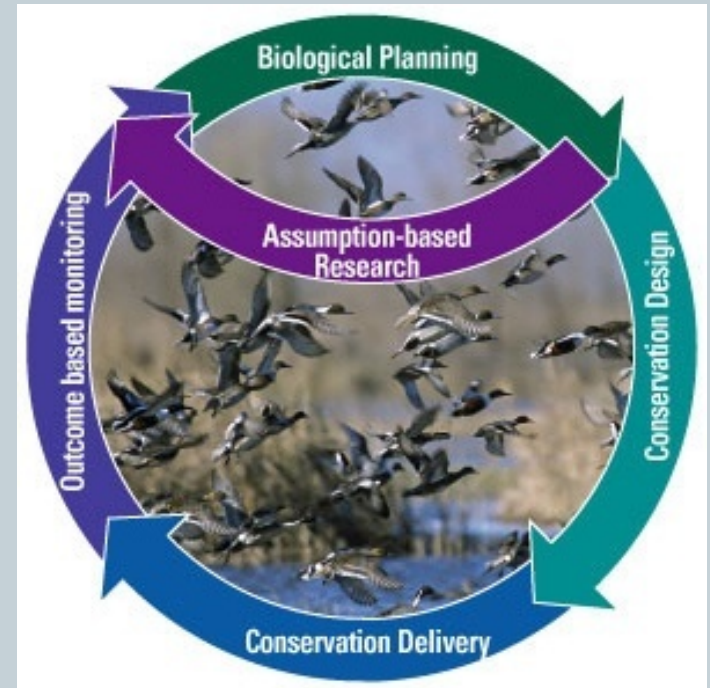 Biological Planning
Assumption-based
Research
Conservation Design
Conservation Delivery
Outcome based monitoring